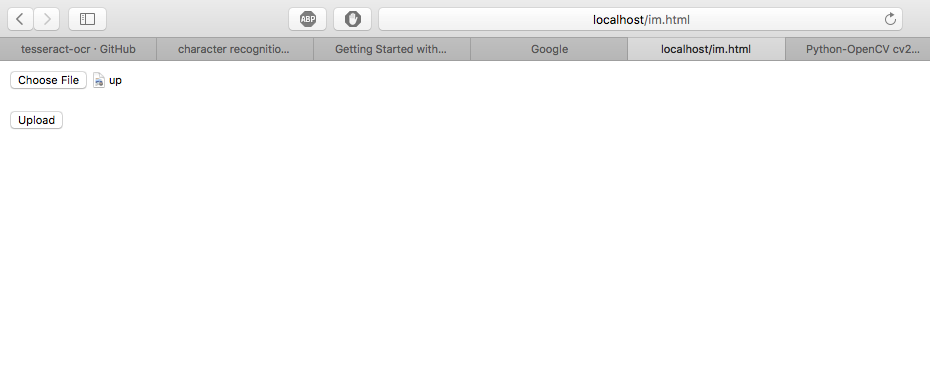 ABP
localhost/im.html
tesseract-ocr · GitHub
character recognitio...
Getting Started with...
Google
localhost/im.html
Python-OpenCV cv2...
Choose File
up
Upload